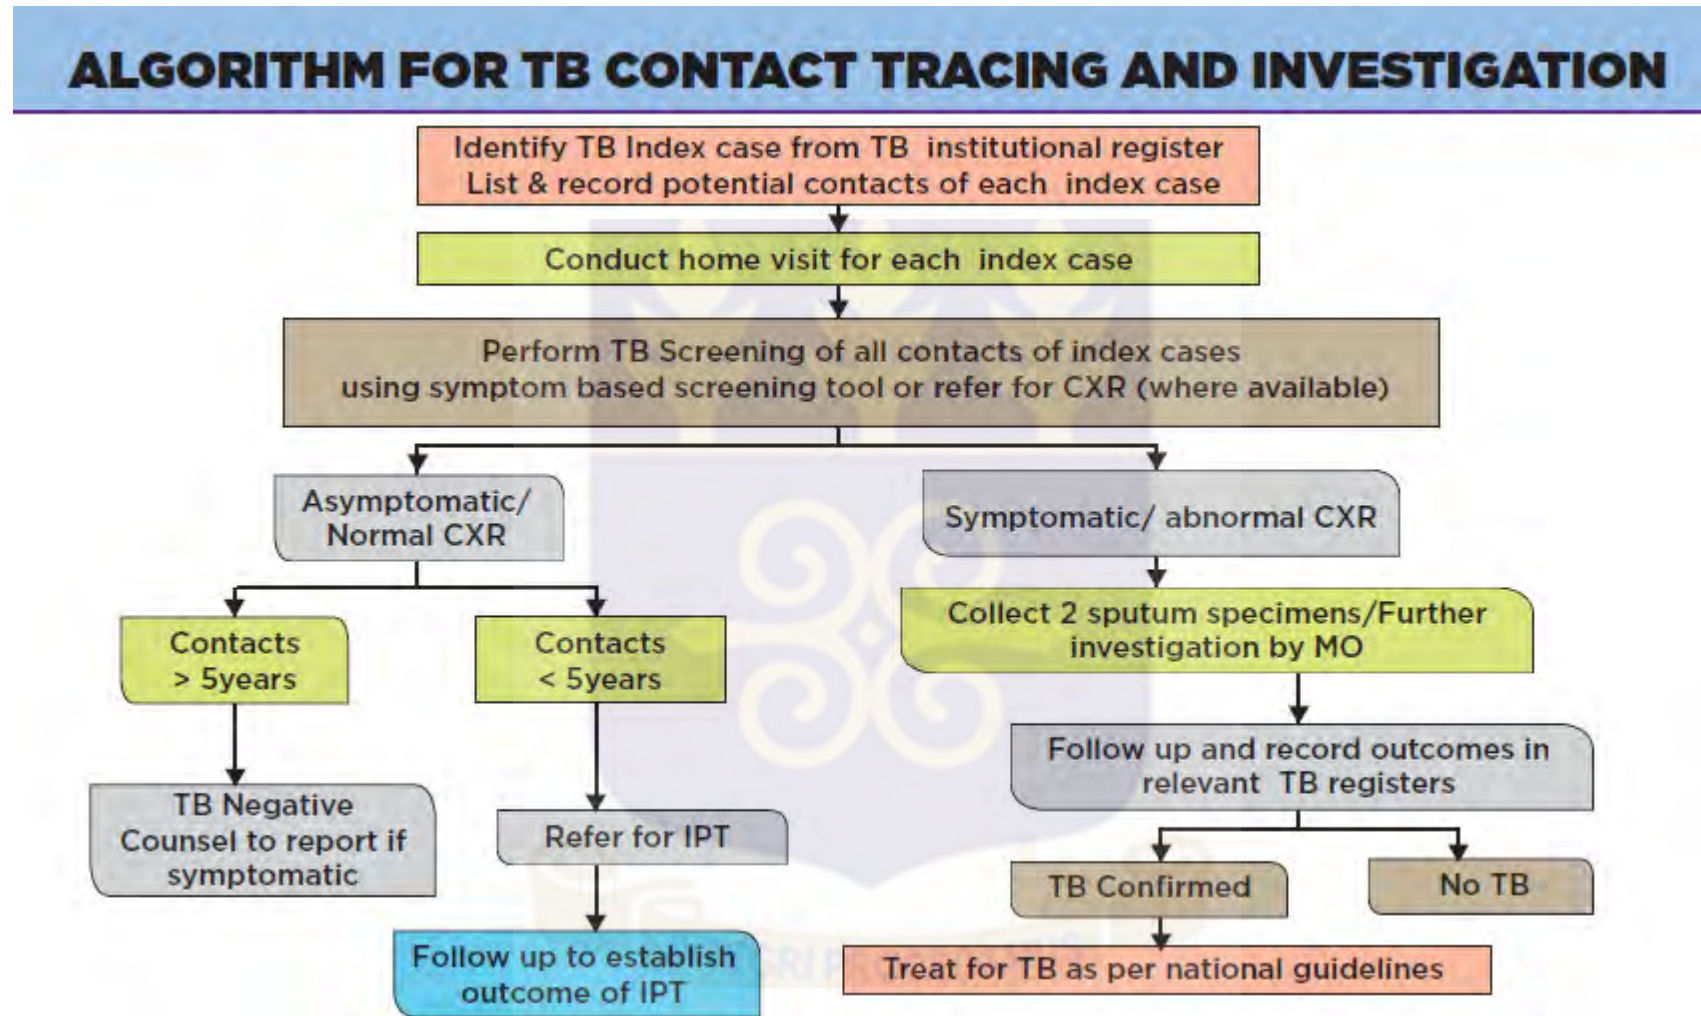 ALGORITHM FOR TB CONTACT TRACING AND INVESTIGATION
Identify TB Index case from TB institutional register
List & record potential contacts of each index case
Conduct home visit for each index case
Perform TB Screening of all contacts of index cases
using symptom based screening tool or refer for CXR (where available)
Asymptomatic/
Normal CXR
Symptomatic/ abnormal CXR
Contacts
> 5years
Contacts
< 5years
Collect 2 sputum specimens/Further
investigation by MO
TB Negative
Counsel to report if
symptomatic
Refer for IPT
Follow up and record outcomes in
relevant TB registers
TB Confirmed
No TB
Follow up to establish
outcome of IPT
Treat for TB as per national guidelines